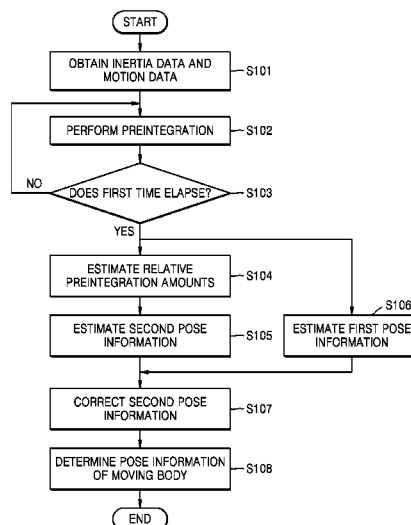 START
OBTAIN INERTIA DATA AND
MOTION DATA
S101
PERFORM PREINTEGRATION
S102
DOES FIRST TIME ELAPSE?
S103
NO
YES
ESTIMATE RELATIVE
PREINTEGRATION AMOUNTS
S104
S106
ESTIMATE SECOND POSE
INFORMATION
S105
ESTIMATE FIRST POSE
INFORMATION
CORRECT SECOND POSE
INFORMATION
S107
DETERMINE POSE INFORMATION
OF MOVING BODY
S108
END